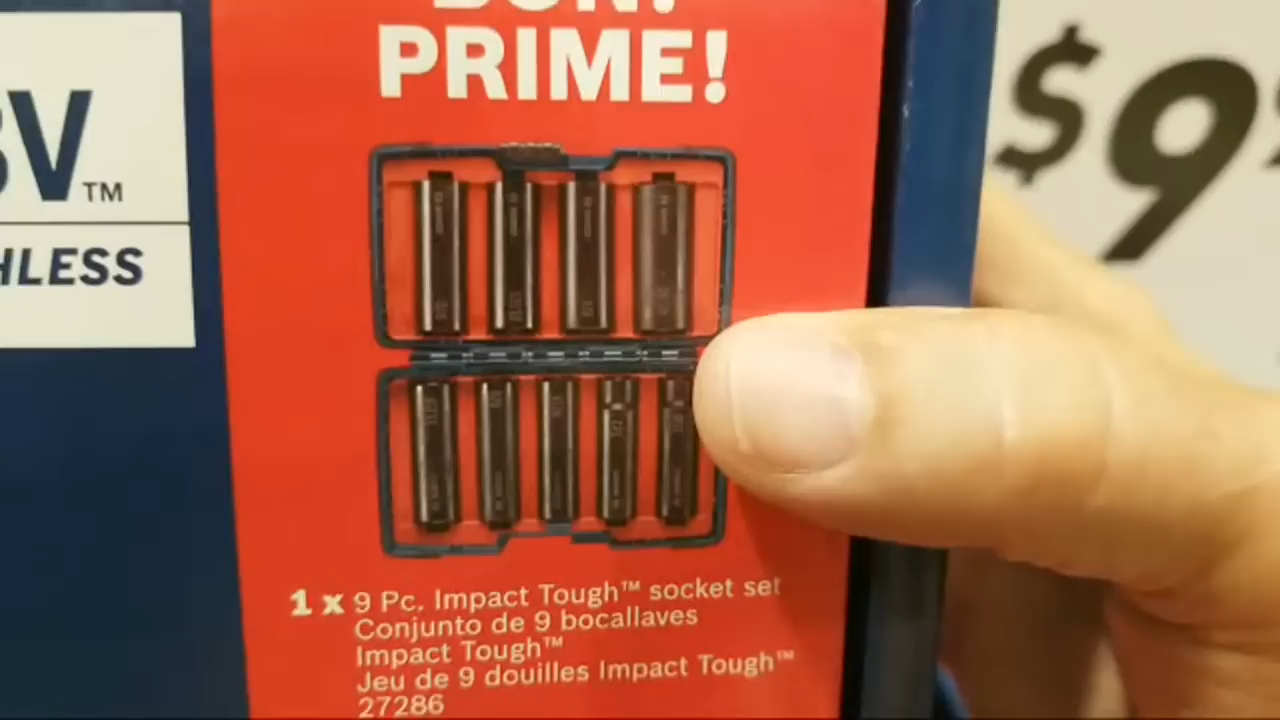 PRIME!
V™
HLESS
$9
1 x 9 Pc. Impact Tough™ socket set
Conjunto de 9 bocallaves
Impact Tough™
Jeu de 9 douilles Impact Tough™
27286